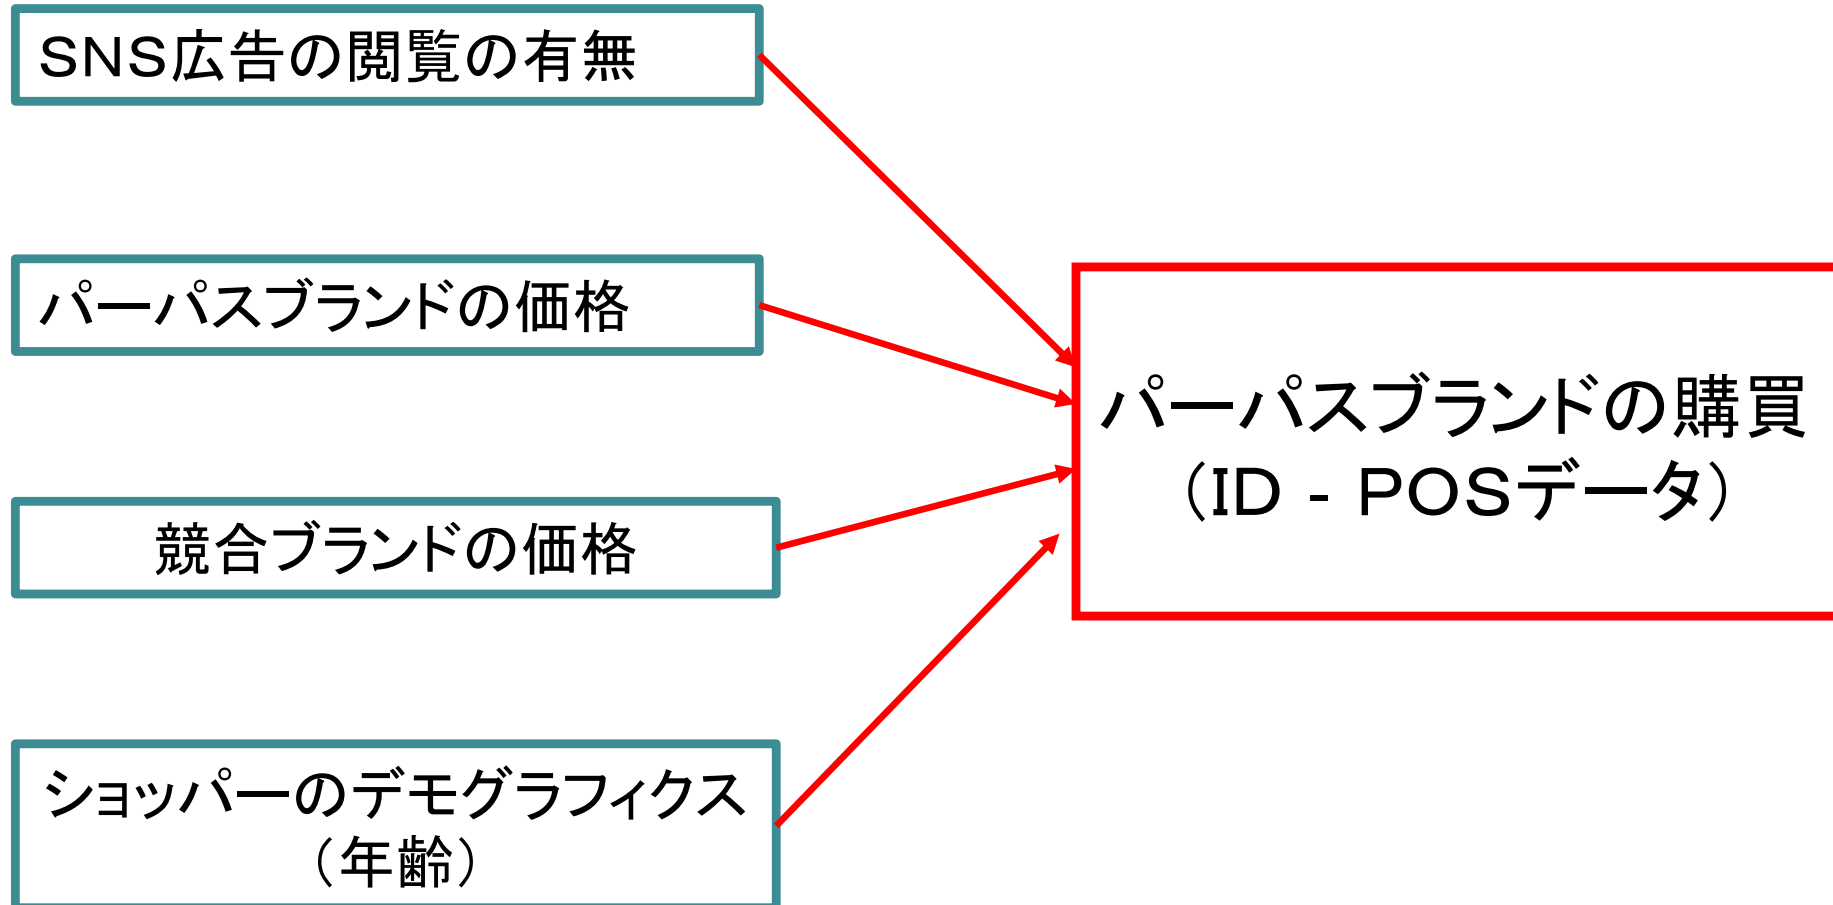 SNS広告の閲覧の有無
パーパスブランドの価格
パーパスブランドの購買
（ID - POSデータ）
競合ブランドの価格
ショッパーのデモグラフィクス
（年齢）